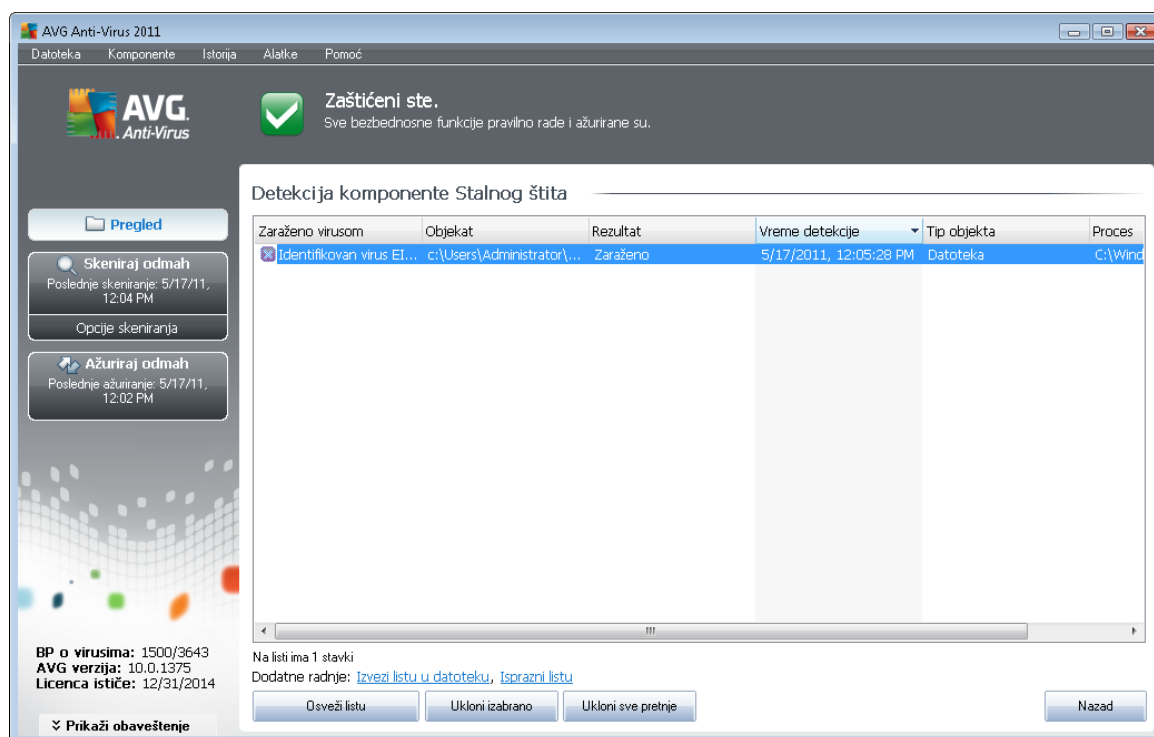 AVG Anti-Virus 2011
Datoteka Komponente Istorija Alatke Pomoć
AVG.
Anti-Virus
Zaštićeni ste.
Sve bezbednosne funkcije pravilno rade i ažurirane su.
Detekcija komponente Stalnog štita
Pregled
Skeniraj odmah
Poslednje skeniranje: 5/17/11,
12:04 PM
Opcije skeniranja
Ažuriraj odmah
Poslednje ažuriranje: 5/17/11,
12:02 PM
Zaraženo virusom Objekat Rezultat Vreme detekcije Tip objekta Proces
Identifikovan virus EI... c:\Users\Administrator\... Zaraženo 5/17/2011, 12:05:28 PM Datoteka C:\Wind
BP o virusima: 1500/3643
AVG verzija: 10.0.1375
Licenca ističe: 12/31/2014
Prikaži obaveštenje
Na listi ima 1 stavki
Dodatne radnje: Izvezi listu u datoteku, Isprazni listu
Osveži listu Ukloni izabrano Ukloni sve pretnje Nazad